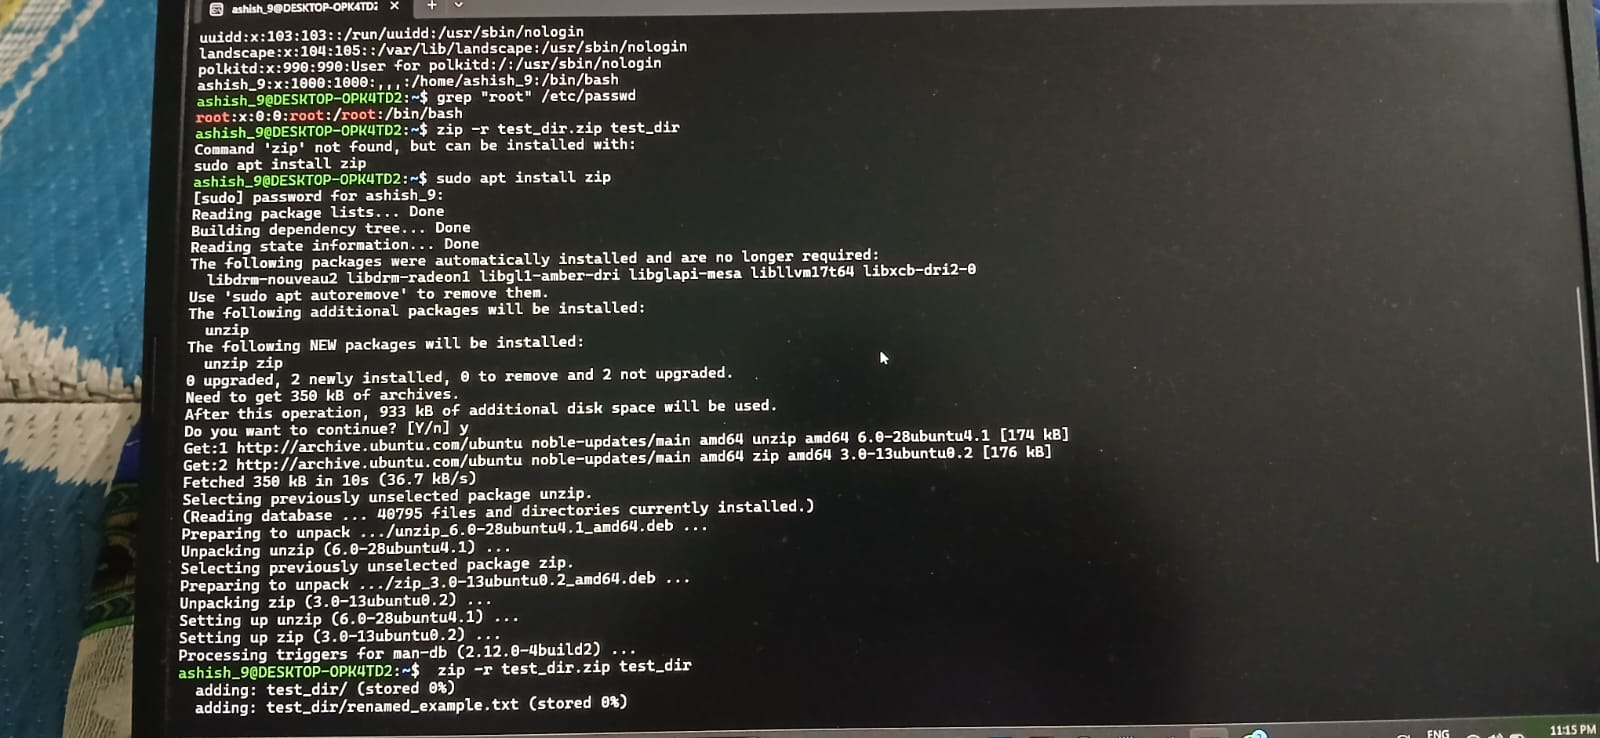 ashish_9@DESKTOP-OPK4TD2:
uuidd:x:103:103::/run/uuidd:/usr/sbin/nologin
landscape:x:104:105::/var/lib/landscape:/usr/sbin/nologin
polkitd:x:990:990:User for polkitd:/:/usr/sbin/nologin
ashish_9:x:1000:1000:,,,:/home/ashish_9:/bin/bash
ashish_9@DESKTOP-OPK4TD2:~$ grep "root" /etc/passwd
root:x:0:0:root:/root:/bin/bash
ashish_9@DESKTOP-OPK4TD2:~$ zip -r test_dir.zip test_dir
Command 'zip' not found, but can be installed with:
sudo apt install zip
ashish_9@DESKTOP-OPK4TD2:~$ sudo apt install zip
[sudo] password for ashish_9:
Reading package lists... Done
Building dependency tree... Done
Reading state information... Done
The following packages were automatically installed and are no longer required:
libdrm-nouveau2 libdrm-radeon1 libgl1-amber-dri libglapi-mesa libllvm17t64 libxcb-dri2-0
Use 'sudo apt autoremove' to remove them.
The following additional packages will be installed:
unzip
The following NEW packages will be installed:
unzip zip
0 upgraded, 2 newly installed, 0 to remove and 2 not upgraded.
Need to get 350 kB of archives.
After this operation, 933 kB of additional disk space will be used.
Do you want to continue? [Y/n] y
Get:1 http://archive.ubuntu.com/ubuntu noble-updates/main amd64 unzip amd64 6.0-28ubuntu4.1 [174 kB]
Get:2 http://archive.ubuntu.com/ubuntu noble-updates/main amd64 zip amd64 3.0-13ubuntu0.2 [176 kB]
Fetched 350 kB in 10s (36.7 kB/s)
Selecting previously unselected package unzip.
(Reading database ... 40795 files and directories currently installed.)
Preparing to unpack .../unzip_6.0-28ubuntu4.1_amd64.deb ...
Unpacking unzip (6.0-28ubuntu4.1) ...
Selecting previously unselected package zip.
Preparing to unpack .../zip_3.0-13ubuntu0.2_amd64.deb ...
Unpacking zip (3.0-13ubuntu0.2) ...
Setting up unzip (6.0-28ubuntu4.1) ...
Setting up zip (3.0-13ubuntu0.2) ...
Processing triggers for man-db (2.12.0-4build2) ...
ashish_9@DESKTOP-OPK4TD2:~$  zip -r test_dir.zip test_dir
adding: test_dir/ (stored 0%)
adding: test_dir/renamed_example.txt (stored 0%)
ENG
11:15 PM